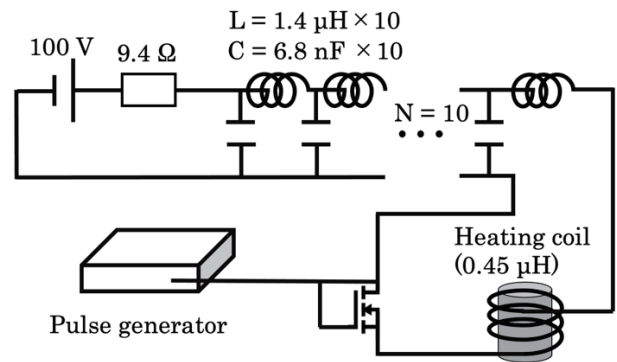 L = 1.4 µH × 10
100 V 9.4 Ω C = 6.8 nF × 10
N = 10
Heating coil
(0.45 µH)
Pulse generator